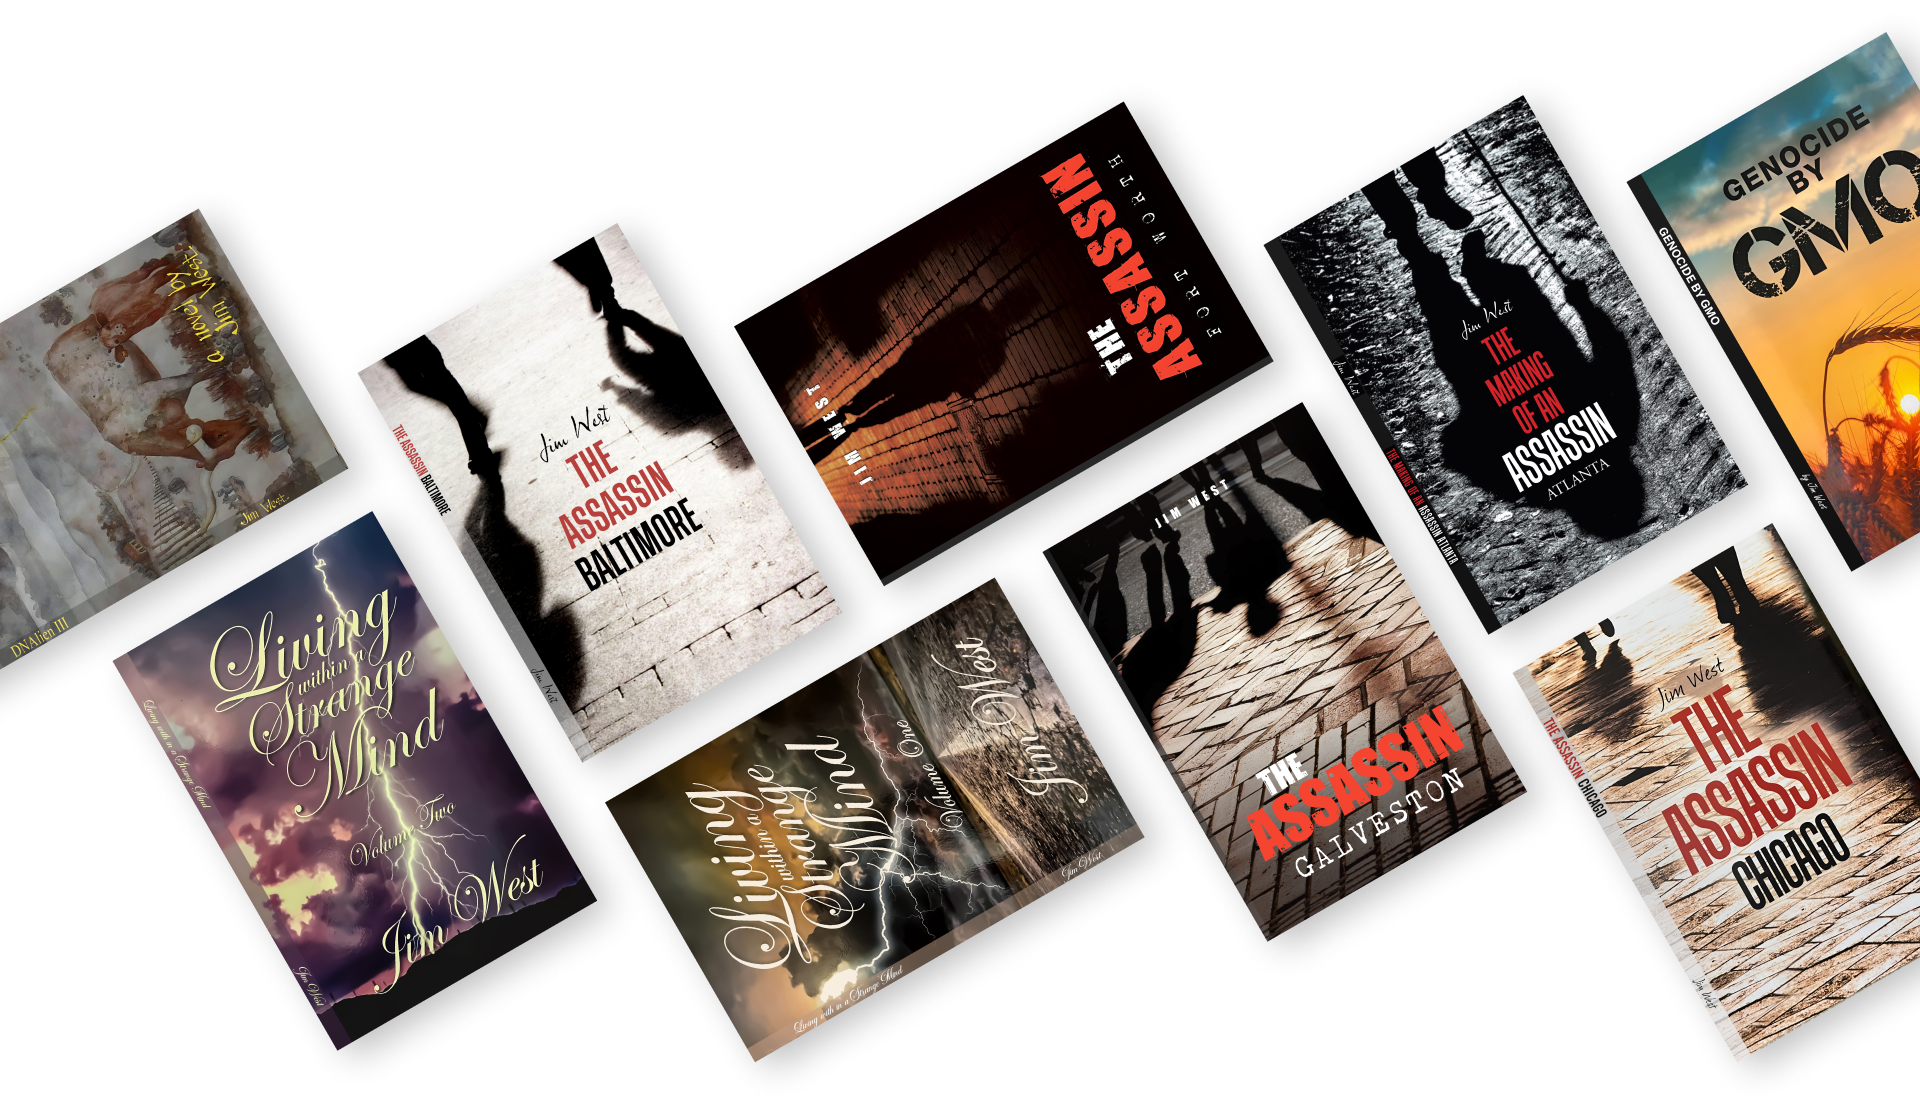 a novel by
Jim West
Jim West
DNAlien III
Living
within a
Strange
Mind
Volume Two
Jim West
Living with in a Strange Mind
Jim West
Jim West
THE
ASSASSIN
BALTIMORE
THE ASSASSIN BALTIMORE
Jim West
THE
ASSASSIN
FORT WORTH
JIM WEST
Living
within a
Strange
Mind
Volume One
Jim West
Living with in a Strange Mind
Jim West
JIM WEST
THE
ASSASSIN
GALVESTON
Jim West
THE
MAKING
OF AN
ASSASSIN
ATLANTA
Jim West
THE MAKING OF AN ASSASSIN ATLANTA
GENOCIDE
BY
GMO
GENOCIDE BY GMO
by Jim West
Jim West
THE
ASSASSIN
CHICAGO
THE ASSASSIN CHICAGO
Jim West